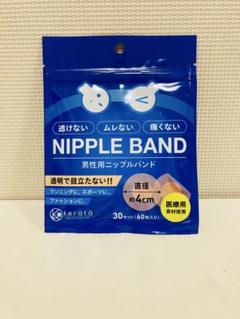 透けない ムレない 痛くない
NIPPLE BAND
男性用ニップルバンド
透明で目立たない!!
ランニングに、スポーツに、
ファッションに。
直径
約4cm
医療用
素材使用
kerata
30セット(60枚入り)